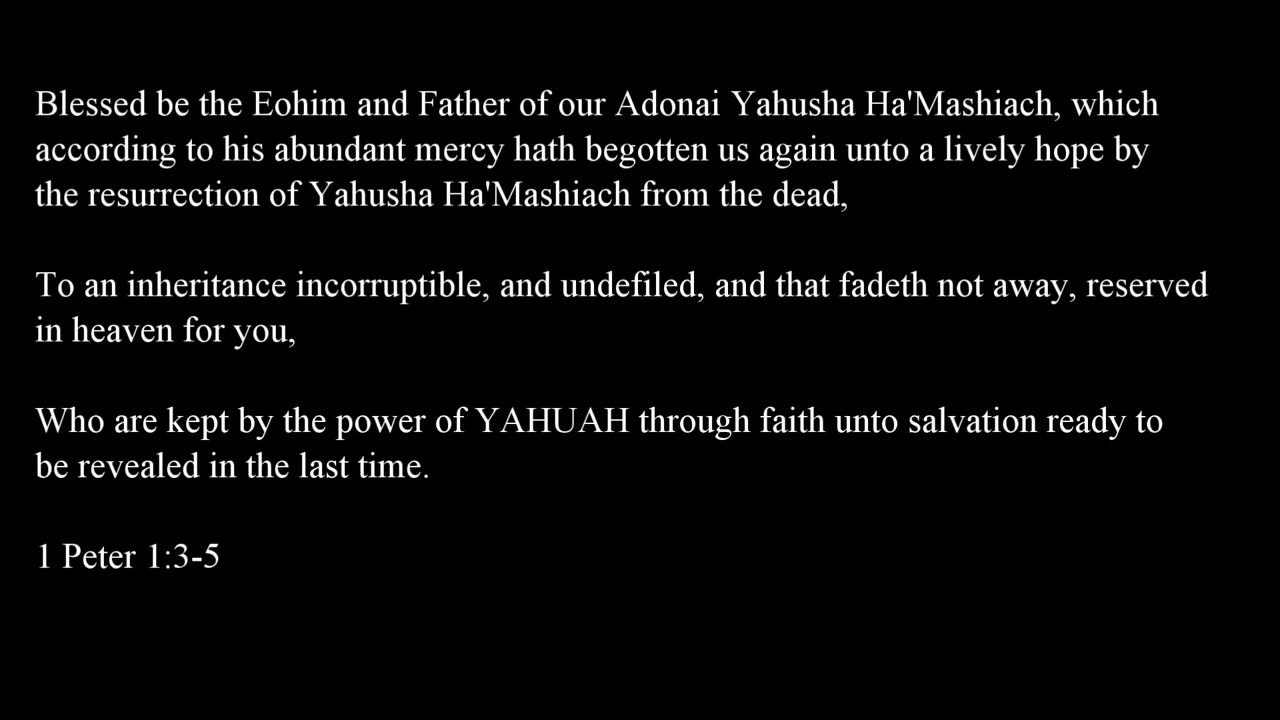 Blessed be the Eohim and Father of our Adonai Yahusha Ha'Mashiach, which
according to his abundant mercy hath begotten us again unto a lively hope by
the resurrection of Yahusha Ha'Mashiach from the dead,
To an inheritance incorruptible, and undefiled, and that fadeth not away, reserved
in heaven for you,
Who are kept by the power of YAHUAH through faith unto salvation ready to
be revealed in the last time.
1 Peter 1:3-5